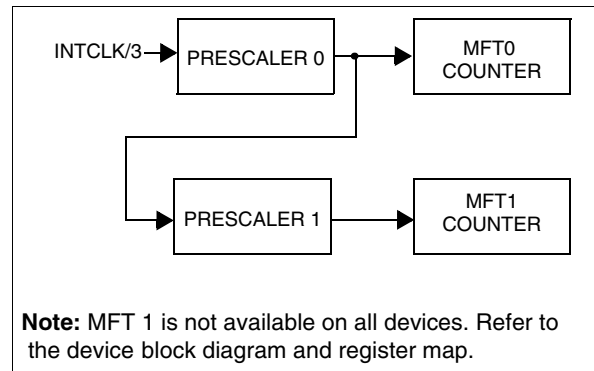 INTCLK/3
PRESCALER 0
MFT0
COUNTER
PRESCALER 1
MFT1
COUNTER
Note: MFT 1 is not available on all devices. Refer to
the device block diagram and register map.